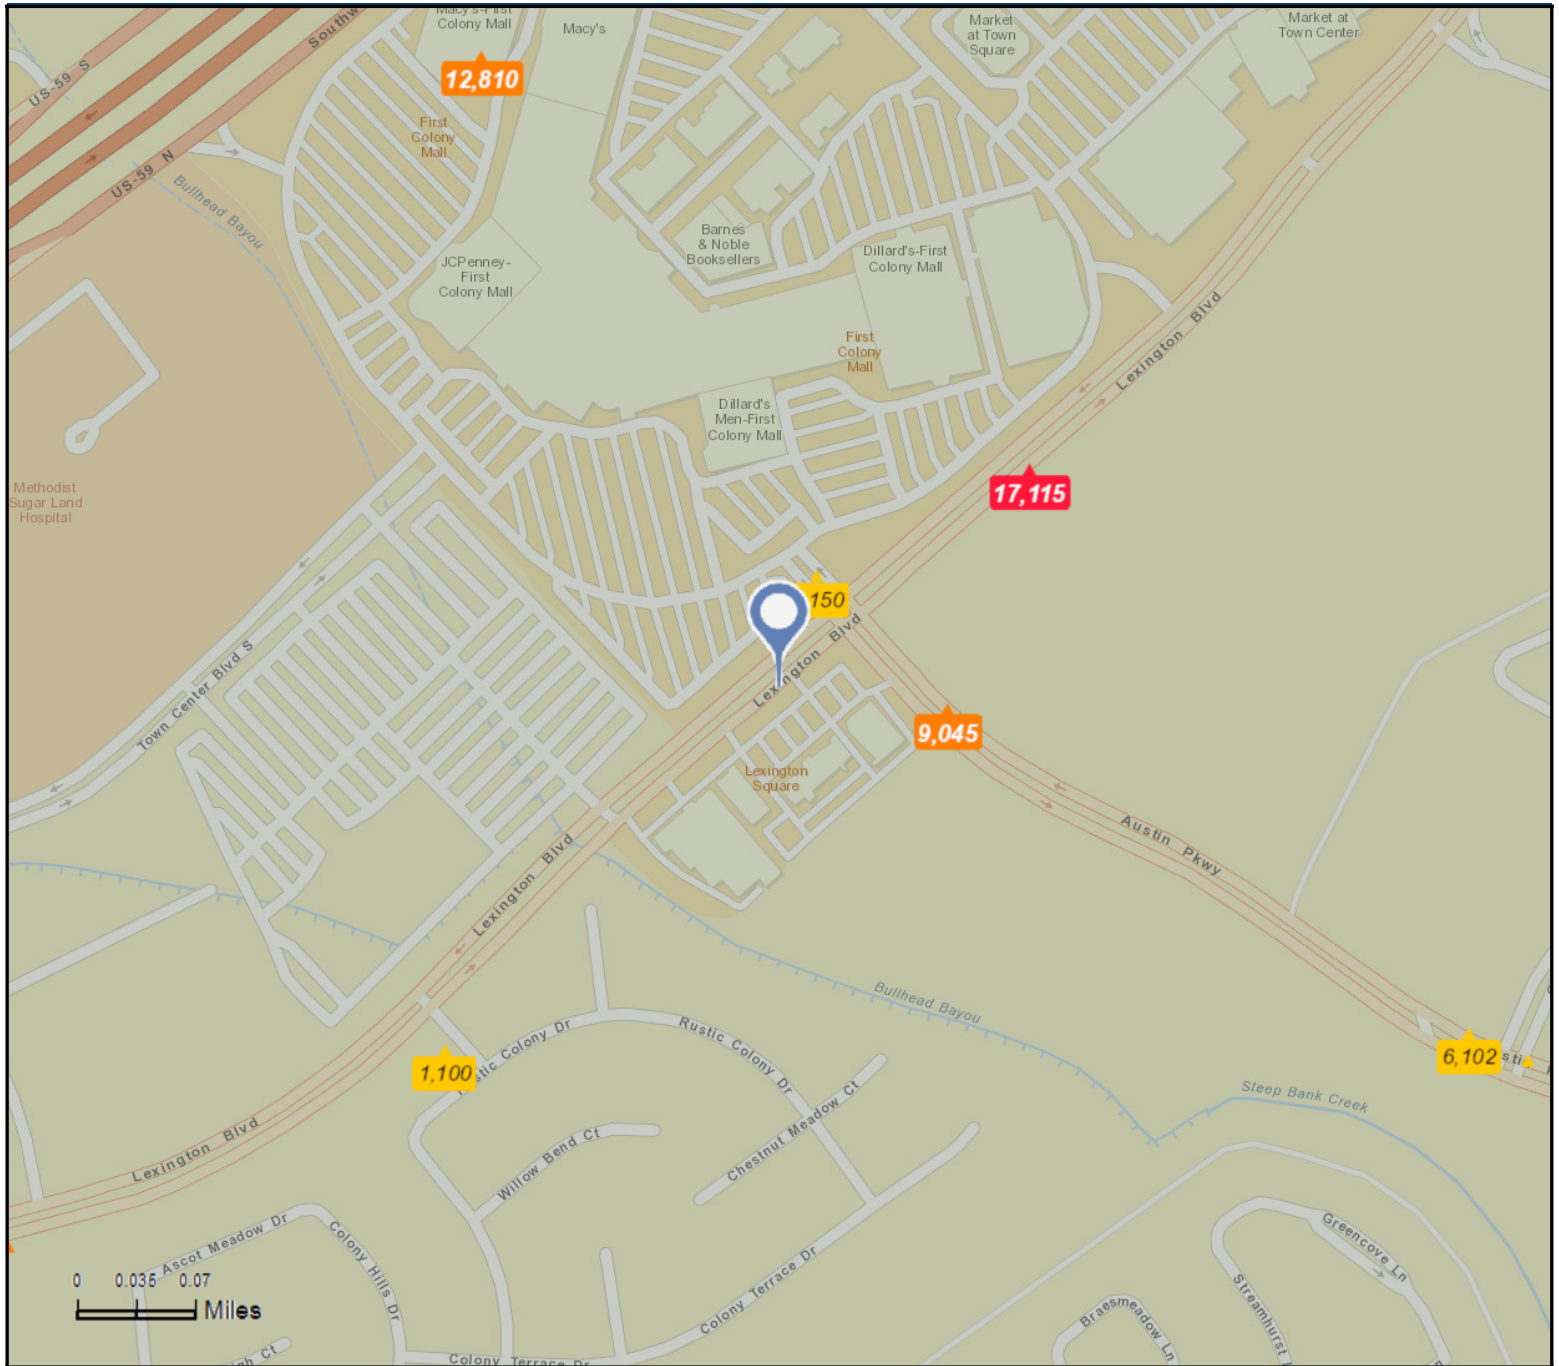 Macy's-First
Colony Mall
Macy's
Market
at Town
Square
Market at
Town Center
US-59 S
12,810
First
Colony
Mall
US-59 N
Bullhead Bayou
Barnes
& Noble
Booksellers
Dillard's-First
Colony Mall
JCPenney-
First
Colony Mall
Lexington Blvd
First
Colony
Mall
Dillard's
Men-First
Colony Mall
Methodist
Sugar Land
Hospital
17,115
150
Lexington Blvd
Town Center Blvd S
9,045
Lexington
Square
Austin Pkwy
Lexington Blvd
Bullhead Bayou
Rustic Colony Dr
Colony Dr
1,100
6,102
Chestnut Meadow Ct
Steep Bank Creek
Willow Bend Ct
Lexington Blvd
Ascot Meadow Dr
Colony Hills Dr
Greencove Ln
Streamhurst
Colony Terrace Dr
Braesmeadow Ln
0 0.035 0.07
Miles
Ct
Colony Terrace Dr